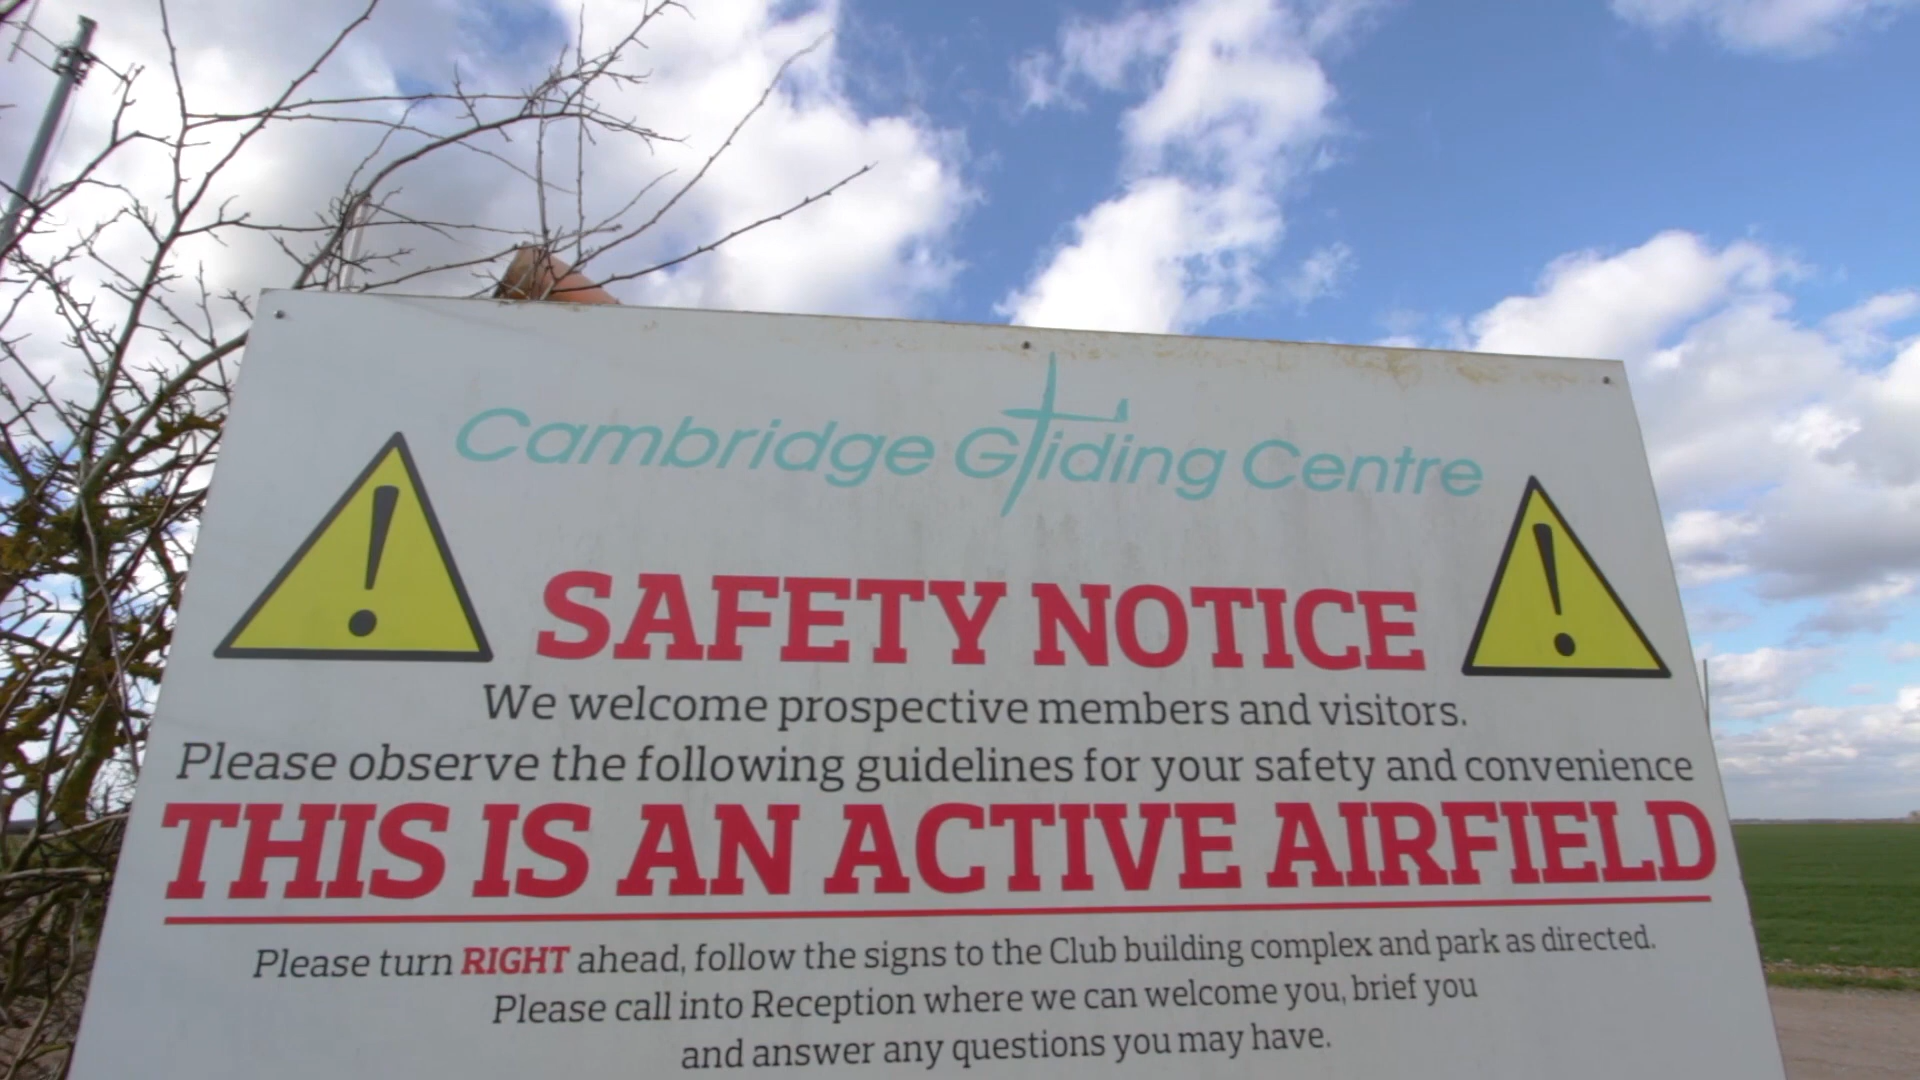 Cambridge Gliding Centre
SAFETY NOTICE
We welcome prospective members and visitors.
Please observe the following guidelines for your safety and convenience
THIS IS AN ACTIVE AIRFIELD
Please turn RIGHT ahead, follow the signs to the Club building complex and park as directed.
Please call into Reception where we can welcome you, brief you
and answer any questions you may have.